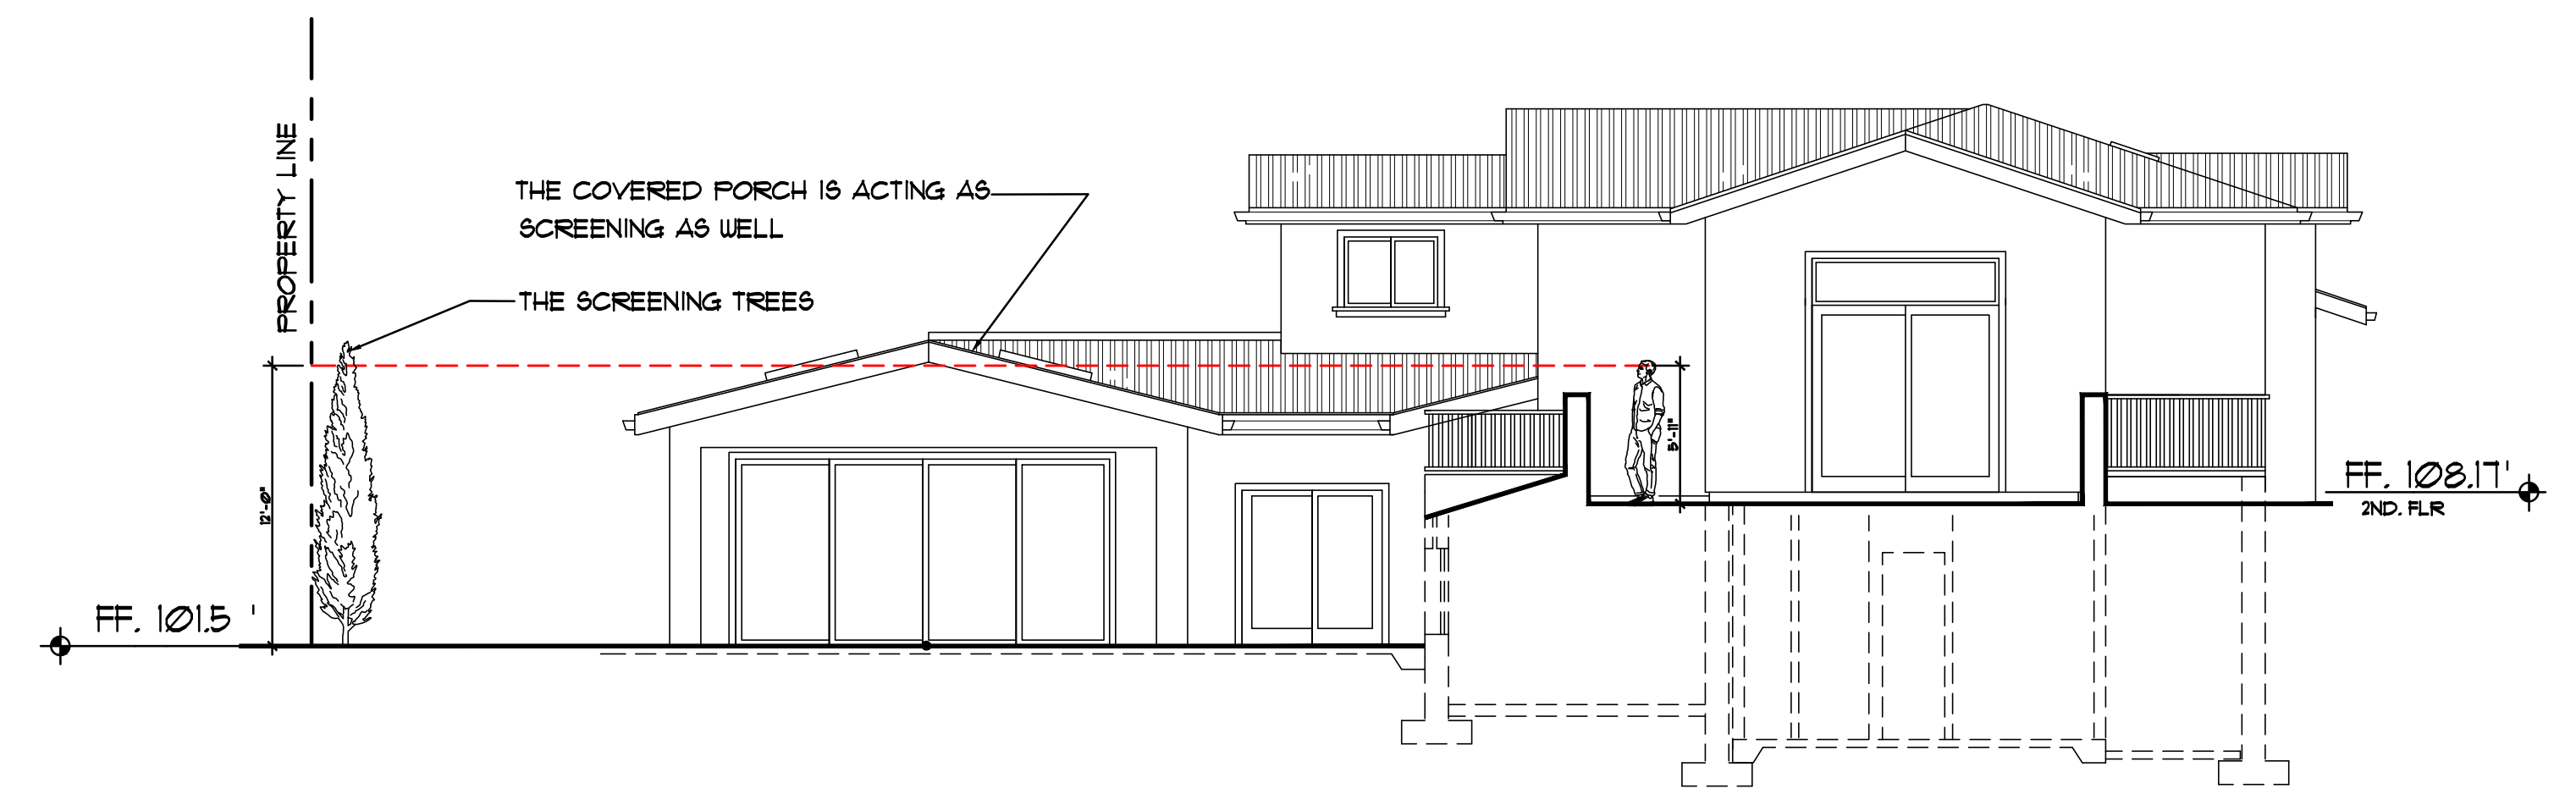 PROPERTY LINE
THE COVERED PORCH IS ACTING AS
SCREENING AS WELL
THE SCREENING TREES
12'-0"
5'-11"
FF. 108.17'
2ND. FLR
FF. 101.5 '